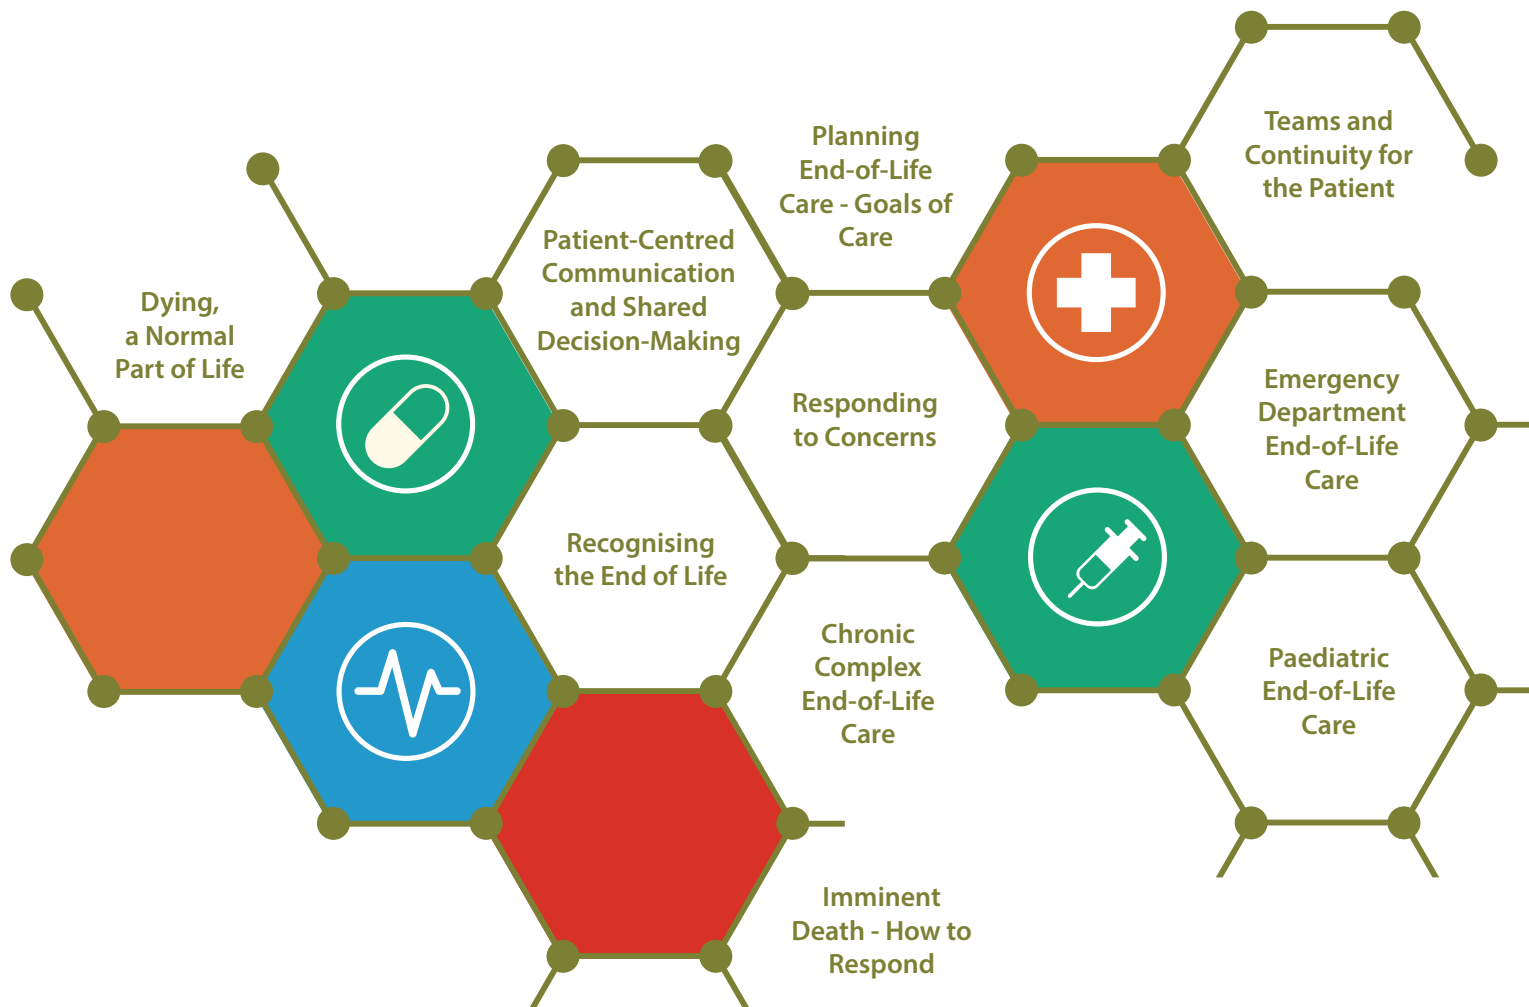 Dying,
a Normal
Part of Life
Patient-Centred
Communication
and Shared
Decision-Making
Recognising
the End of Life
Planning
End-of-Life
Care - Goals of
Care
Responding
to Concerns
Chronic
Complex
End-of-Life
Care
Imminent
Death - How to
Respond
Teams and
Continuity for
the Patient
Emergency
Department
End-of-Life
Care
Paediatric
End-of-Life
Care